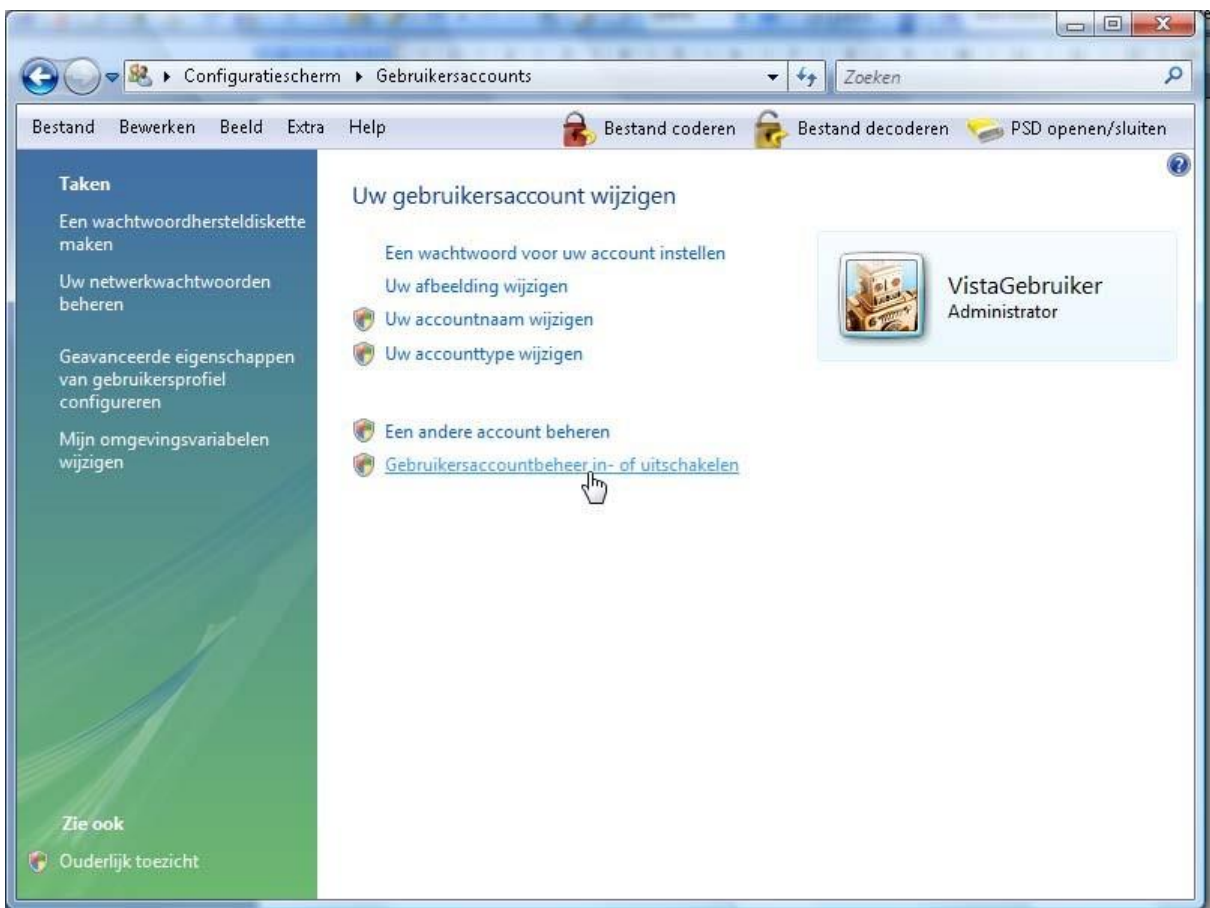 Configuratiescherm
Gebruikersaccounts
Zoeken
Bestand Bewerken Beeld Extra Help Bestand coderen Bestand decoderen PSD openen/sluiten
Taken
Een wachtwoordhersteldiskette
maken
Uw netwerkwachtwoorden
beheren
Geavanceerde eigenschappen
van gebruikersprofiel
configureren
Mijn omgevingsvariabelen
wijzigen
Zie ook
Ouderlijk toezicht
Uw gebruikersaccount wijzigen
Een wachtwoord voor uw account instellen
Uw afbeelding wijzigen
Uw accountnaam wijzigen
Uw accounttype wijzigen
Een andere account beheren
Gebruikersaccountbeheer in- of uitschakelen
VistaGebruiker
Administrator